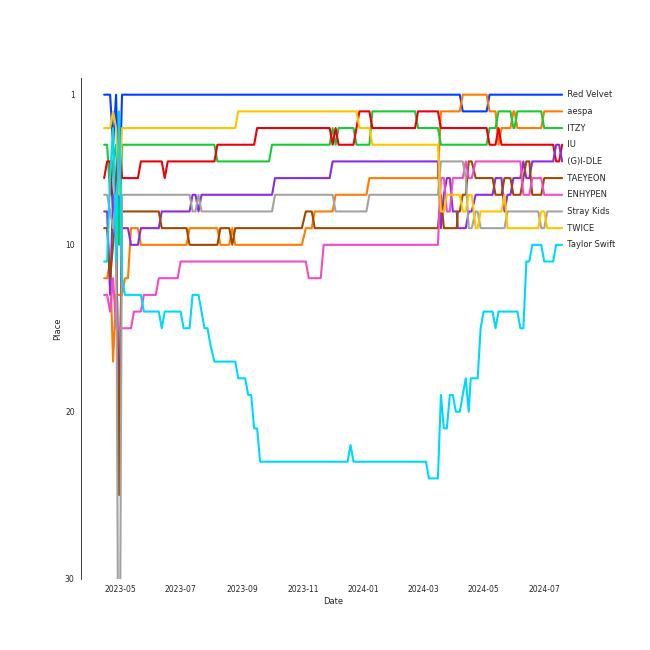 1
10
20
30
Place
Red Velvet
aespa
ITZY
IU
(G)I-DLE
TAEYEON
ENHYPEN
Stray Kids
TWICE
Taylor Swift
2023-05 2023-07 2023-09 2023-11 2024-01 2024-03 2024-05 2024-07
Date